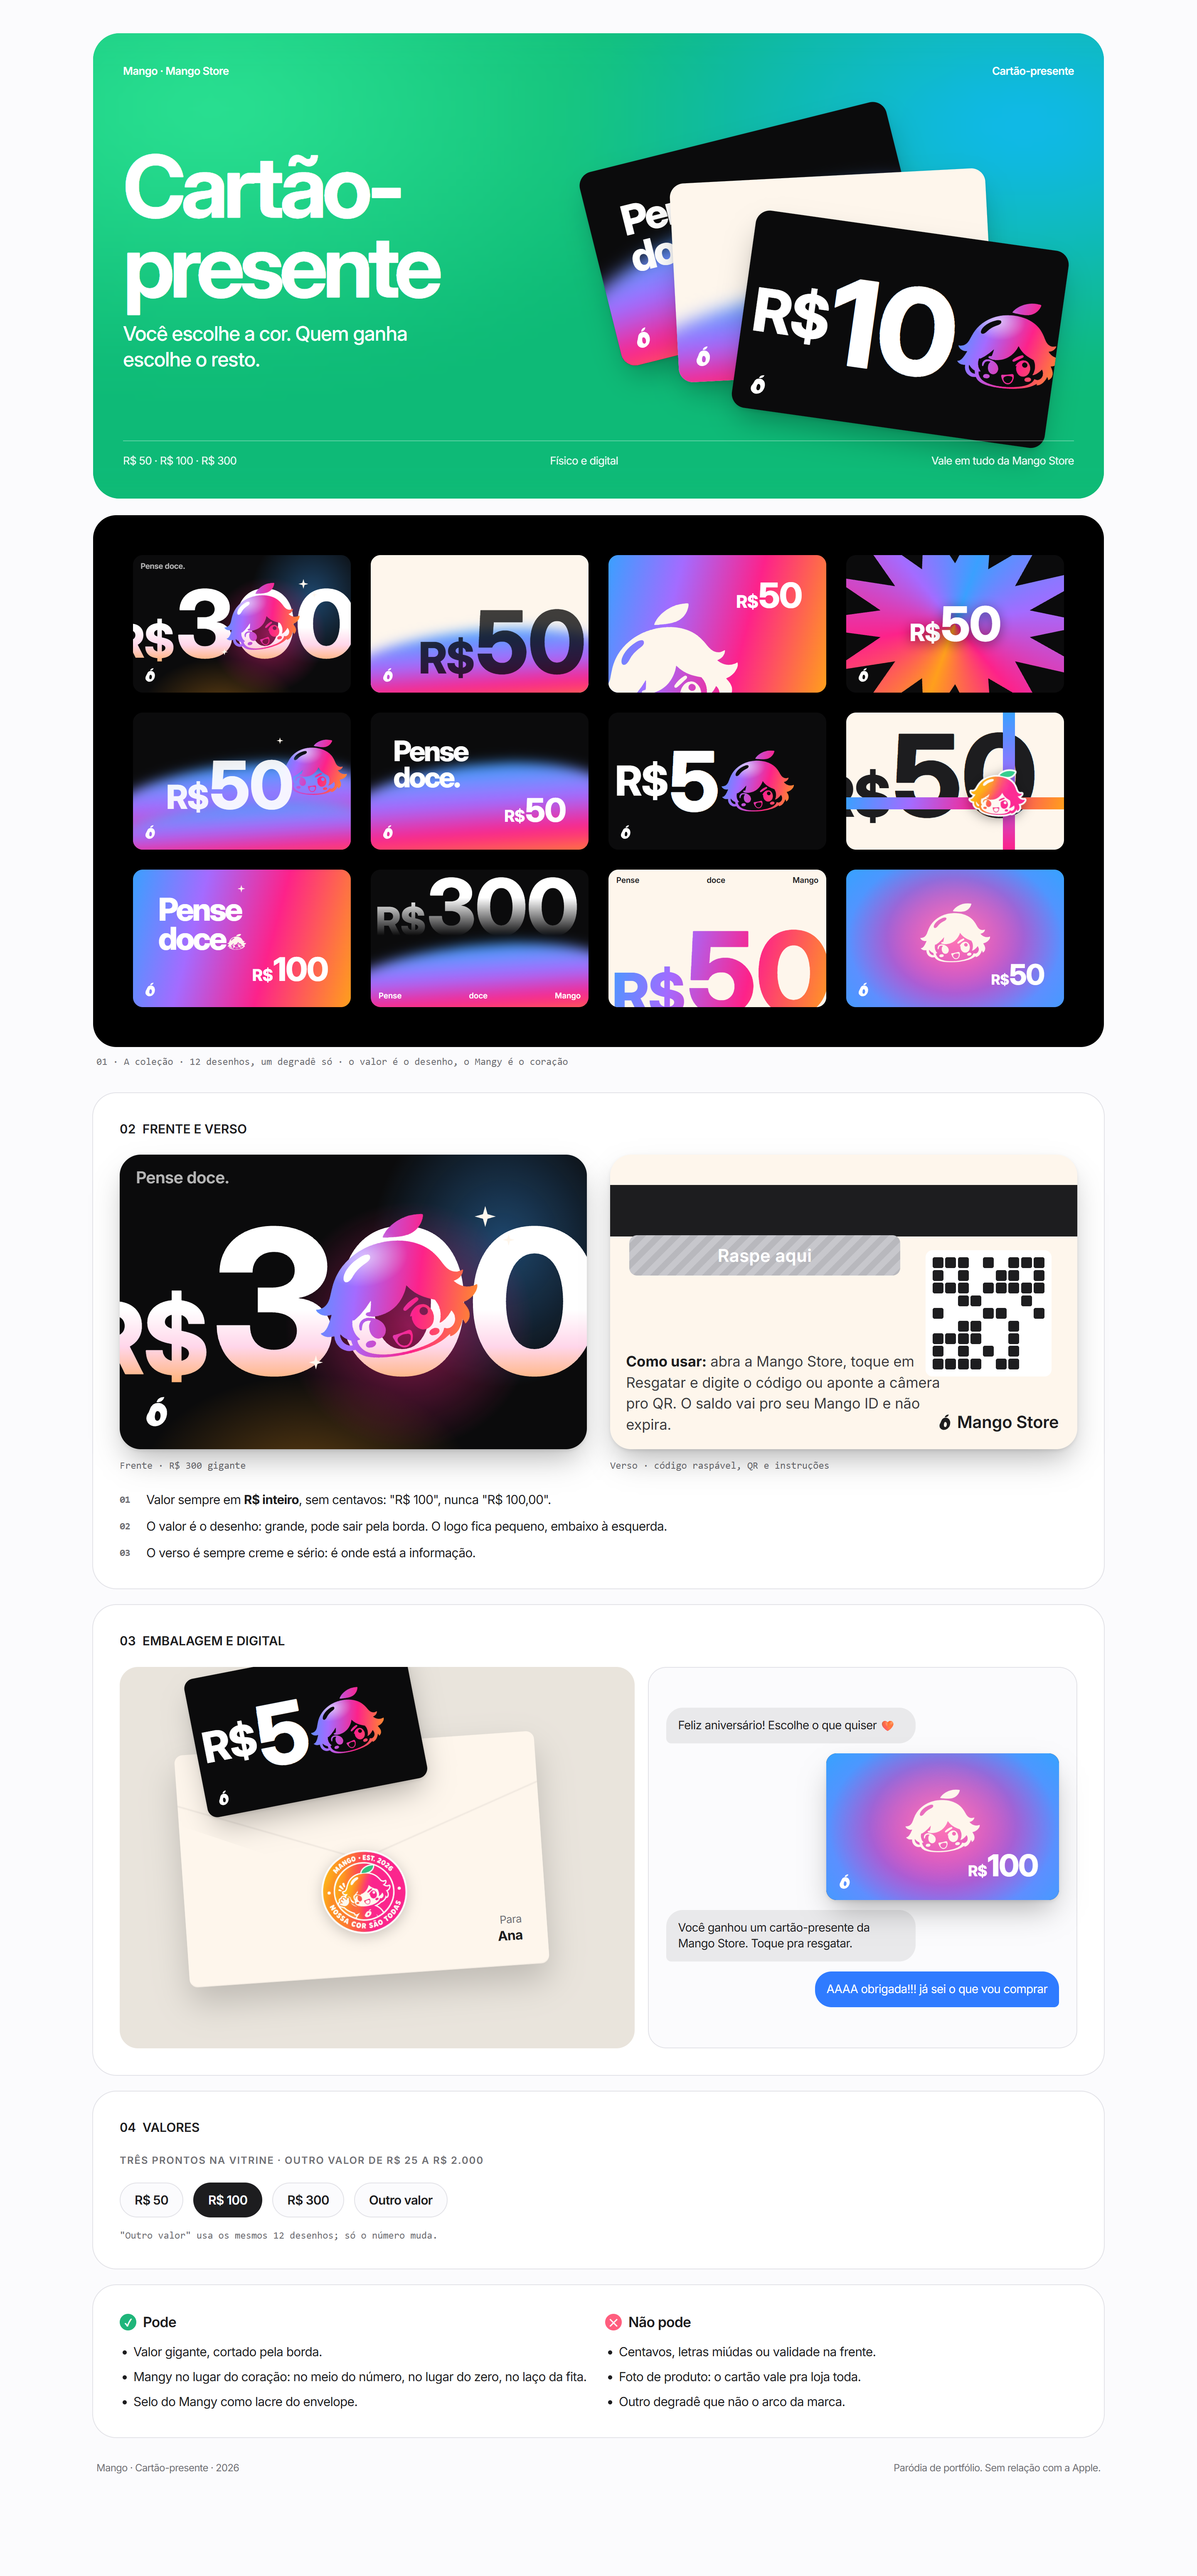 Mango · Mango Store
Cartão-presente
Cartão-
presente
Você escolhe a cor. Quem ganha
escolhe o resto.
R$10
R$ 50 · R$ 100 · R$ 300
Físico e digital
Vale em tudo da Mango Store
Pense doce.
R$300
R$50
R$50
R$50
R$50
Pense
doce.
R$50
R$5
R$50
Pense
doce
R$100
R$300
Pense doce Mango
Pense doce Mango
R$50
R$50
01 · A coleção · 12 desenhos, um degradê só · o valor é o desenho, o Mangy é o coração
02 FRENTE E VERSO
Pense doce.
R$300
Raspe aqui
Como usar: abra a Mango Store, toque em
Resgatar e digite o código ou aponte a câmera
pro QR. O saldo vai pro seu Mango ID e não
expira.
Mango Store
Frente · R$ 300 gigante
Verso · código raspável, QR e instruções
01 Valor sempre em R$ inteiro, sem centavos: "R$ 100", nunca "R$ 100,00".
02 O valor é o desenho: grande, pode sair pela borda. O logo fica pequeno, embaixo à esquerda.
03 O verso é sempre creme e sério: é onde está a informação.
03 EMBALAGEM E DIGITAL
R$5
MANGO · EST. 2026
NOSSA COR SÃO TODAS
Para
Ana
Feliz aniversário! Escolhe o que quiser
R$100
Você ganhou um cartão-presente da
Mango Store. Toque pra resgatar.
AAAA obrigada!!! já sei o que vou comprar
04 VALORES
TRÊS PRONTOS NA VITRINE · OUTRO VALOR DE R$ 25 A R$ 2.000
R$ 50
R$ 100
R$ 300
Outro valor
"Outro valor" usa os mesmos 12 desenhos; só o número muda.
Pode
• Valor gigante, cortado pela borda.
• Mangy no lugar do coração: no meio do número, no lugar do zero, no laço da fita.
• Selo do Mangy como lacre do envelope.
Não pode
• Centavos, letras miúdas ou validade na frente.
• Foto de produto: o cartão vale pra loja toda.
• Outro degradê que não o arco da marca.
Mango · Cartão-presente · 2026
Paródia de portfólio. Sem relação com a Apple.